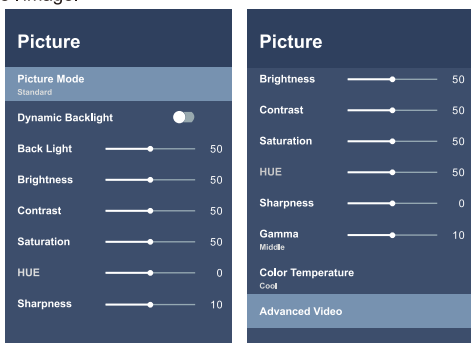 Picture
Picture Mode
Standard
Dynamic Backlight
Back Light 50
Brightness 50
Contrast 50
Saturation 50
HUE 0
Sharpness 10
Picture
Brightness 50
Contrast 50
Saturation 50
HUE 50
Sharpness 0
Gamma 10
Middle
Color Temperature
Cool
Advanced Video